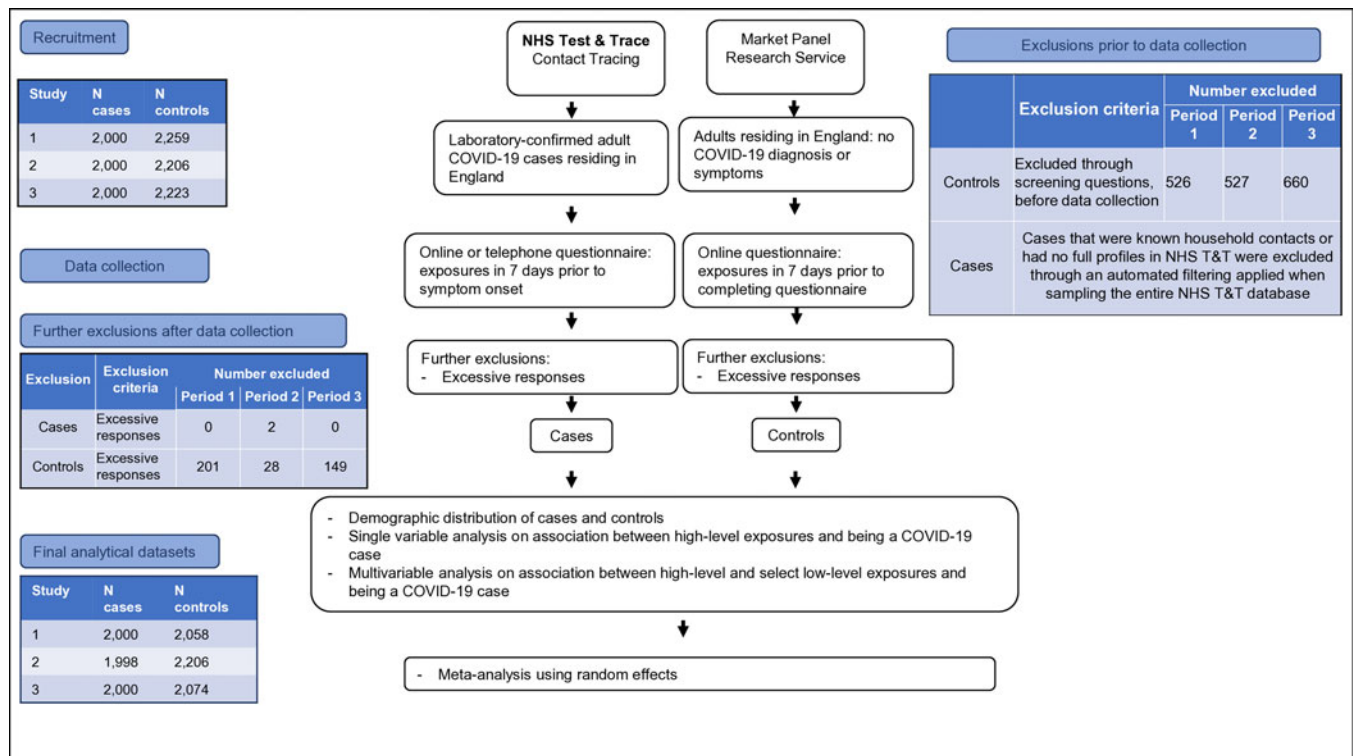 Recruitment
Study N cases N controls
1 2,000 2,259
2 2,000 2,206
3 2,000 2,223
Data collection
Further exclusions after data collection
Exclusion Exclusion criteria Number excluded
Period 1 Period 2 Period 3
Cases Excessive responses 0 2 0
Controls Excessive responses 201 28 149
Final analytical datasets
Study N cases N controls
1 2,000 2,058
2 1,998 2,206
3 2,000 2,074
NHS Test & Trace
Contact Tracing
Laboratory-confirmed adult
COVID-19 cases residing in
England
Online or telephone questionnaire:
exposures in 7 days prior to
symptom onset
Further exclusions:
- Excessive responses
Cases
Market Panel
Research Service
Adults residing in England: no
COVID-19 diagnosis or
symptoms
Online questionnaire:
exposures in 7 days prior to
completing questionnaire
Further exclusions:
- Excessive responses
Controls
- Demographic distribution of cases and controls
- Single variable analysis on association between high-level exposures and being a COVID-19
case
- Multivariable analysis on association between high-level and select low-level exposures and
being a COVID-19 case
- Meta-analysis using random effects
Exclusions prior to data collection
Exclusion criteria Number excluded
Period 1 Period 2 Period 3
Controls Excluded through
screening questions,
before data collection 526 527 660
Cases Cases that were known household contacts or
had no full profiles in NHS T&T were excluded
through an automated filtering applied when
sampling the entire NHS T&T database